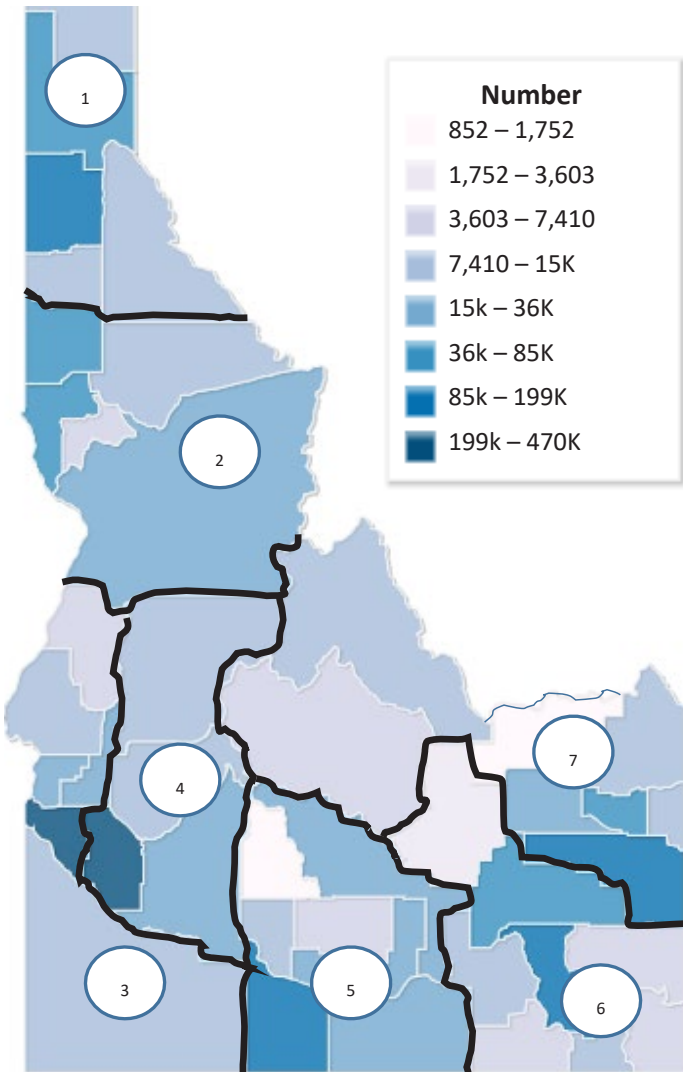 1
Number
852 – 1,752
1,752 – 3,603
3,603 – 7,410
7,410 – 15K
15k – 36K
36k – 85K
85k – 199K
199k – 470K
2
7
4
3
5
6